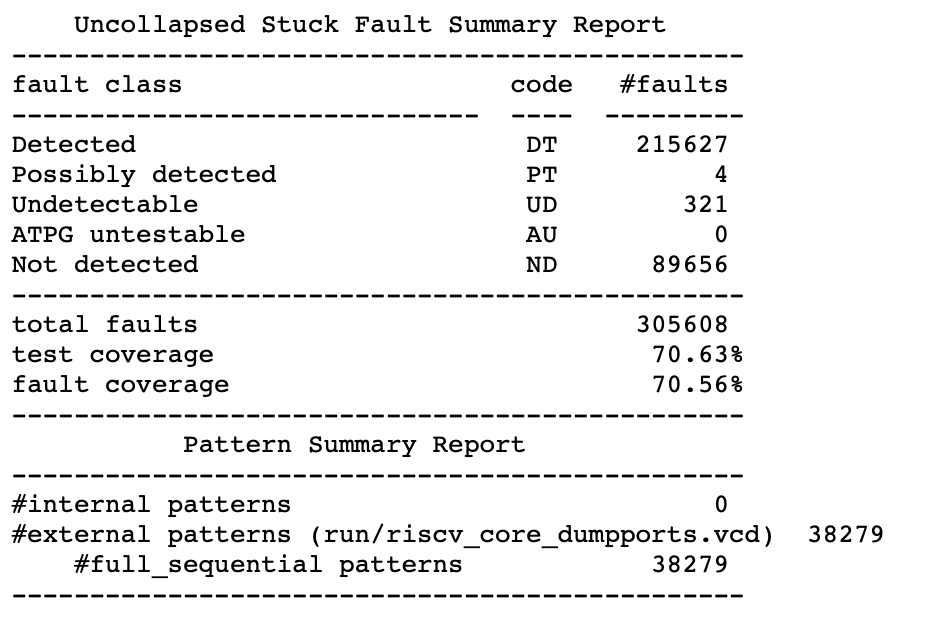 Uncollapsed Stuck Fault Summary Report
-----------------------------------------------
fault class                     code   #faults
------------------------------  ----  ---------
Detected                         DT     215627
Possibly detected                PT          4
Undetectable                     UD        321
ATPG untestable                  AU          0
Not detected                     ND      89656
-----------------------------------------------
total faults                            305608
test coverage                            70.63%
fault coverage                           70.56%
-----------------------------------------------
Pattern Summary Report
-----------------------------------------------
#internal patterns                           0
#external patterns (run/riscv_core_dumpports.vcd)  38279
    #full_sequential patterns            38279
-----------------------------------------------